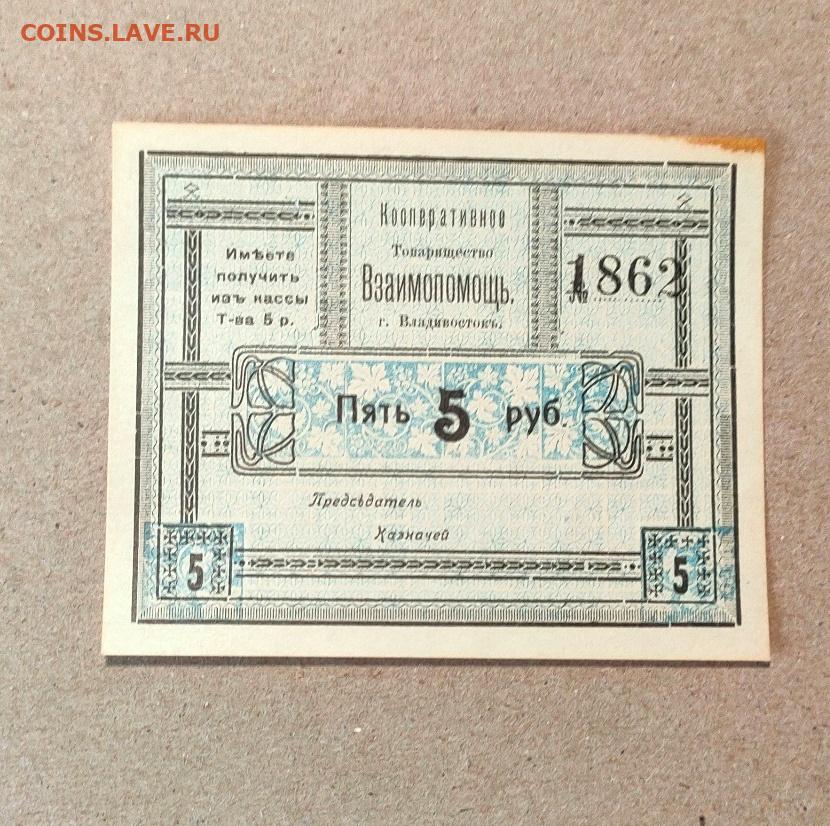 COINS.LAVE.RU
Кооперативное
Товарищество
Взаимопомощь.
г. Владивостокъ.
Имѣете
получить
изъ кассы
Т-ва 5 р.
№ 1862
Пять 5 руб.
Предсѣдатель
Казначей
5
5